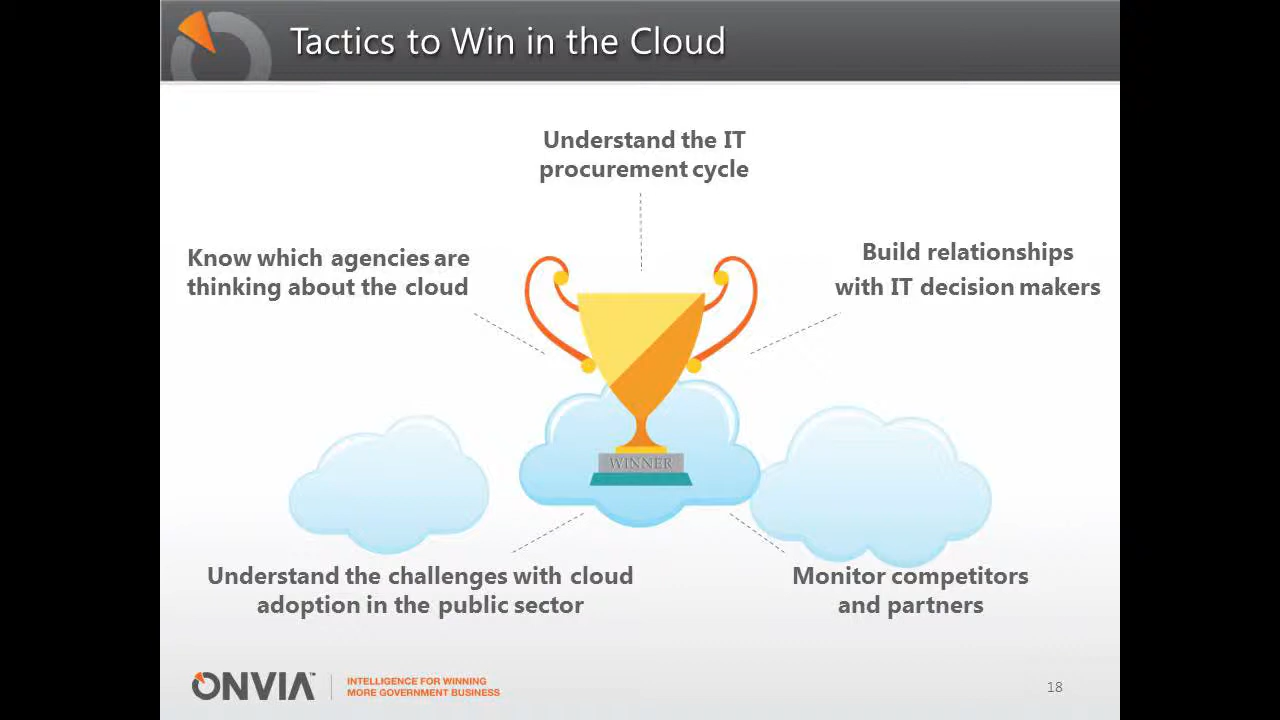 Tactics to Win in the Cloud
Understand the IT
procurement cycle
Know which agencies are
thinking about the cloud
Build relationships
with IT decision makers
WINNER
Understand the challenges with cloud
adoption in the public sector
Monitor competitors
and partners
ONVIA™
INTELLIGENCE FOR WINNING
MORE GOVERNMENT BUSINESS
18